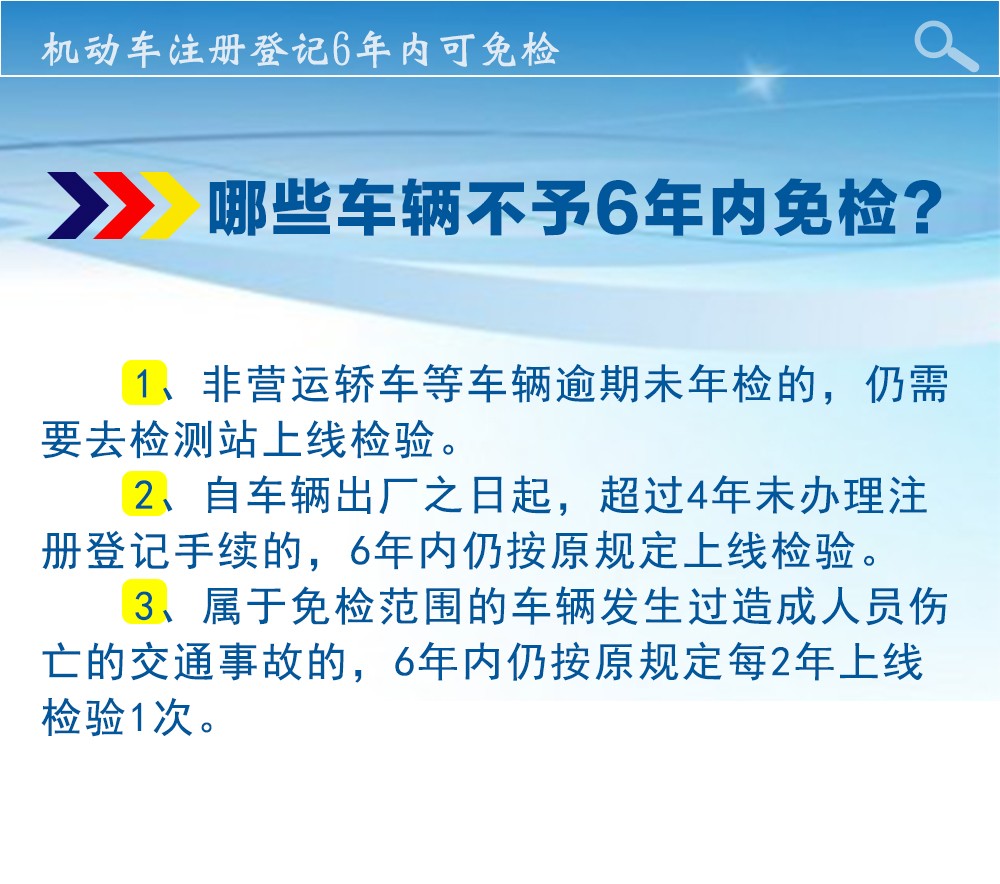 机动车注册登记6年内可免检
哪些车辆不予6年内免检?
1、非营运轿车等车辆逾期未年检的，仍需
要去检测站上线检验。
2、自车辆出厂之日起，超过4年未办理注
册登记手续的，6年内仍按原规定上线检验。
3、属于免检范围的车辆发生过造成人员伤
亡的交通事故的，6年内仍按原规定每2年上线
检验1次。